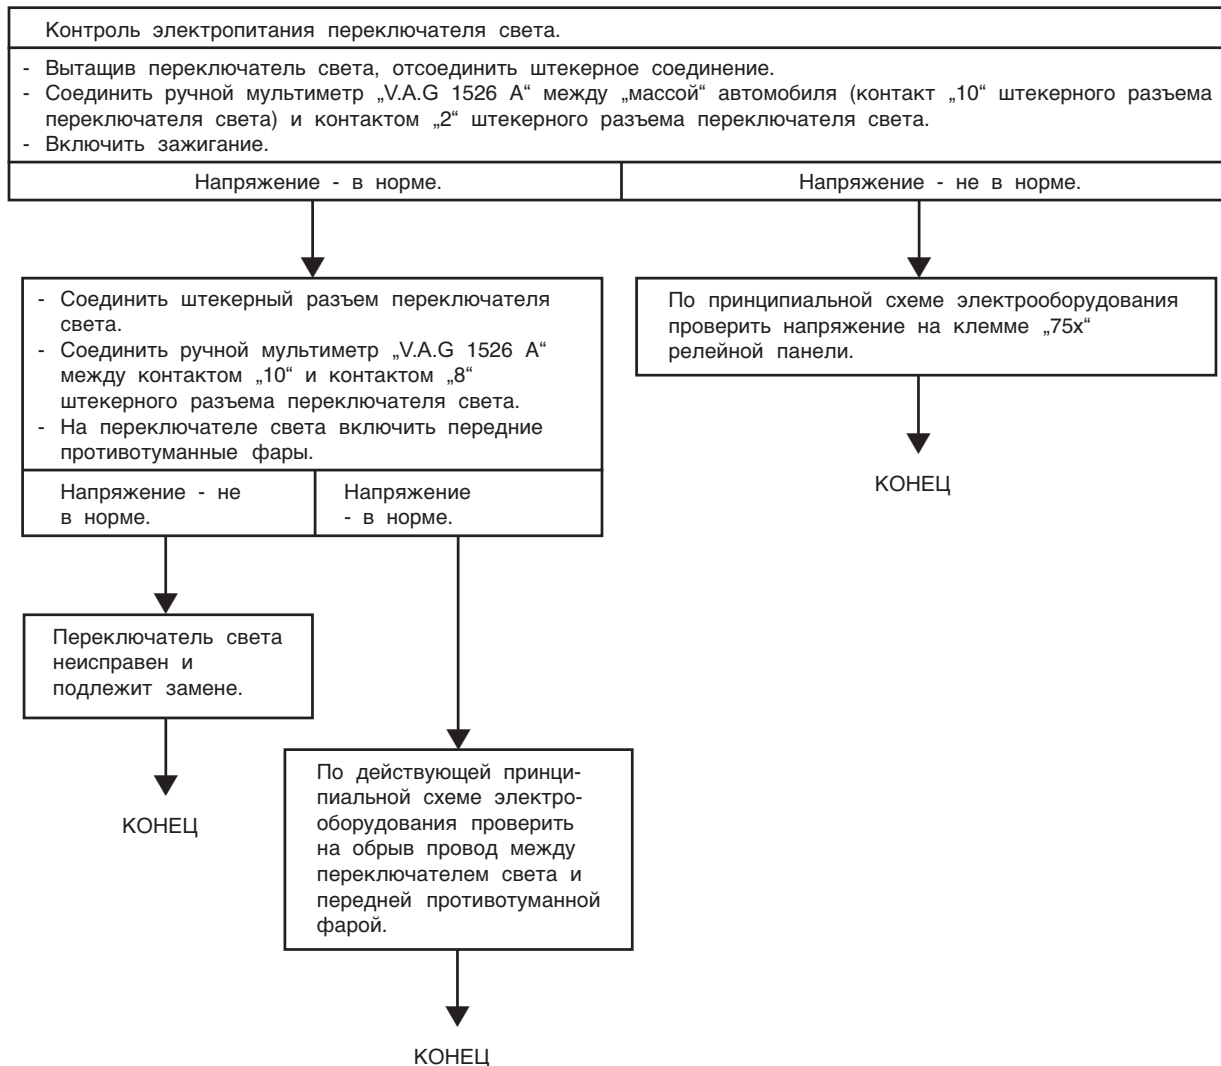 Контроль электропитания переключателя света.
- Вытащив переключатель света, отсоединить штекерное соединение.
- Соединить ручной мультиметр „V.A.G 1526 A“ между „массой“ автомобиля (контакт „10“ штекерного разъема
переключателя света) и контактом „2“ штекерного разъема переключателя света.
- Включить зажигание.
Напряжение - в норме.
Напряжение - не в норме.
- Соединить штекерный разъем переключателя
света.
- Соединить ручной мультиметр „V.A.G 1526 A“
между контактом „10“ и контактом „8“
штекерного разъема переключателя света.
- На переключателе света включить передние
противотуманные фары.
Напряжение - не
в норме.
Напряжение
- в норме.
По принципиальной схеме электрооборудования
проверить напряжение на клемме „75x“
релейной панели.
КОНЕЦ
Переключатель света
неисправен и
подлежит замене.
КОНЕЦ
По действующей принци-
пиальной схеме электро-
оборудования проверить
на обрыв провод между
переключателем света и
передней противотуманной
фарой.
КОНЕЦ